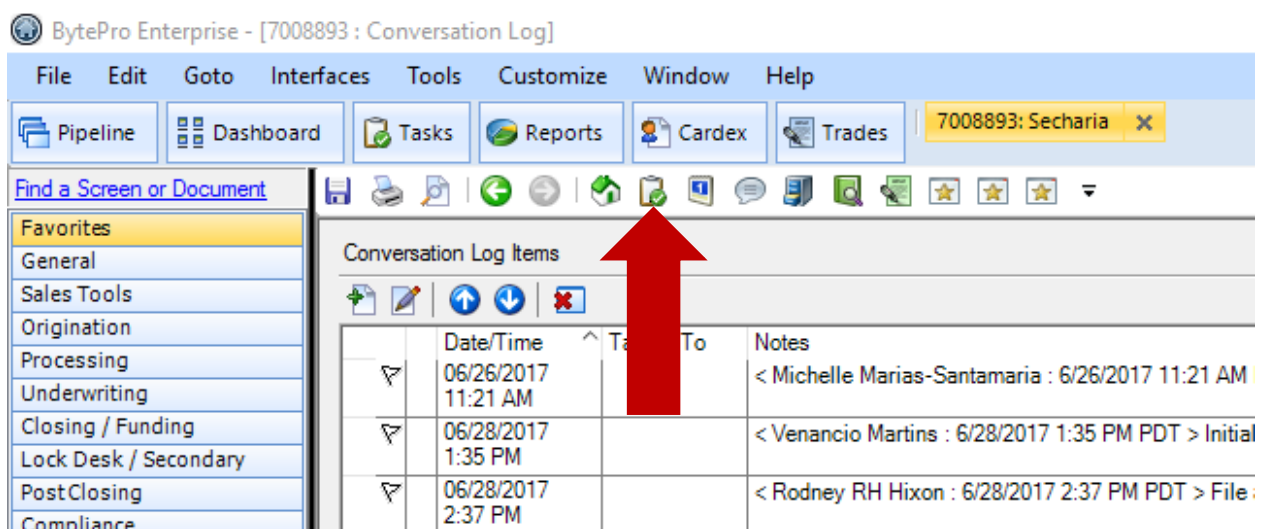 BytePro Enterprise - [7008893 : Conversation Log]
File Edit Goto Interfaces Tools Customize Window Help
Pipeline Dashboard Tasks Reports Cardex Trades 7008893: Secharia
Find a Screen or Document
Favorites
General
Sales Tools
Origination
Processing
Underwriting
Closing / Funding
Lock Desk / Secondary
PostClosing
Compliance
Conversation Log Items
Date/Time To Notes
06/26/2017
11:21 AM
< Michelle Marias-Santamaria : 6/26/2017 11:21 AM
06/28/2017
1:35 PM
< Venancio Martins : 6/28/2017 1:35 PM PDT > Initial
06/28/2017
2:37 PM
< Rodney RH Hixon : 6/28/2017 2:37 PM PDT > File